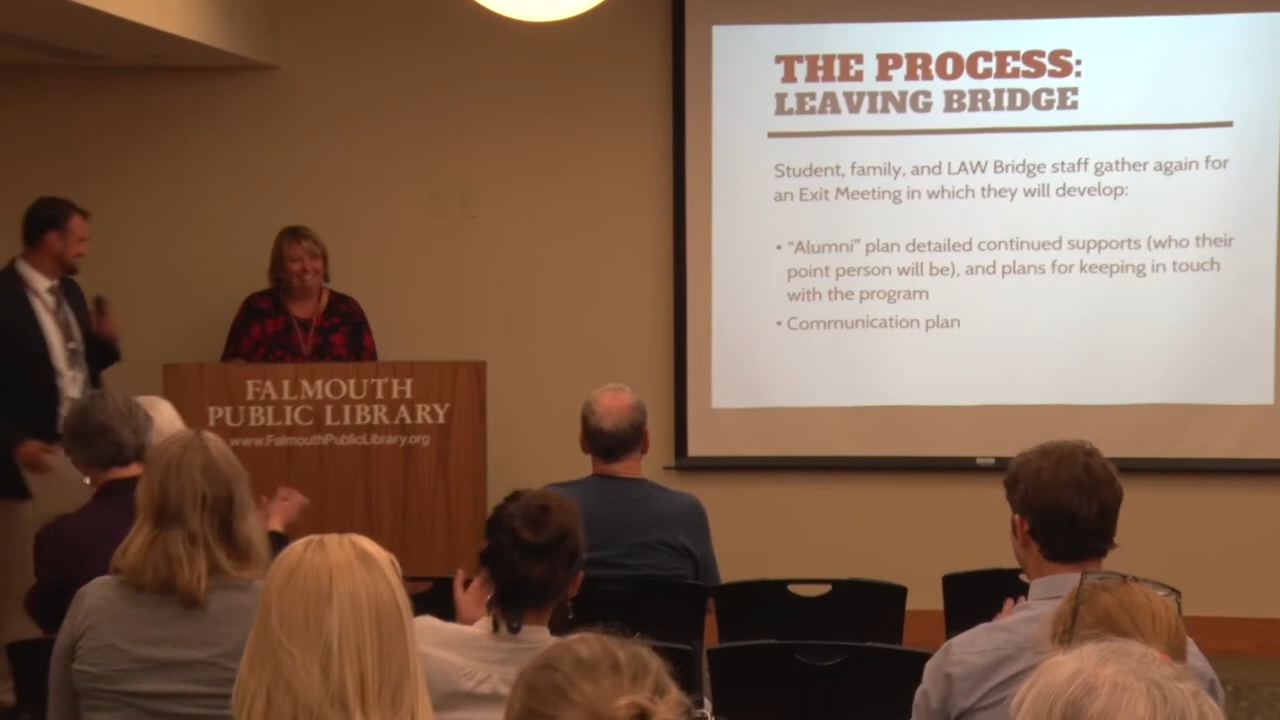 THE PROCESS:
LEAVING BRIDGE
Student, family, and LAW Bridge staff gather again for
an Exit Meeting in which they will develop:
• “Alumni” plan detailed continued supports (who their
point person will be), and plans for keeping in touch
with the program
• Communication plan
FALMOUTH
PUBLIC LIBRARY
www.FalmouthPublicLibrary.org